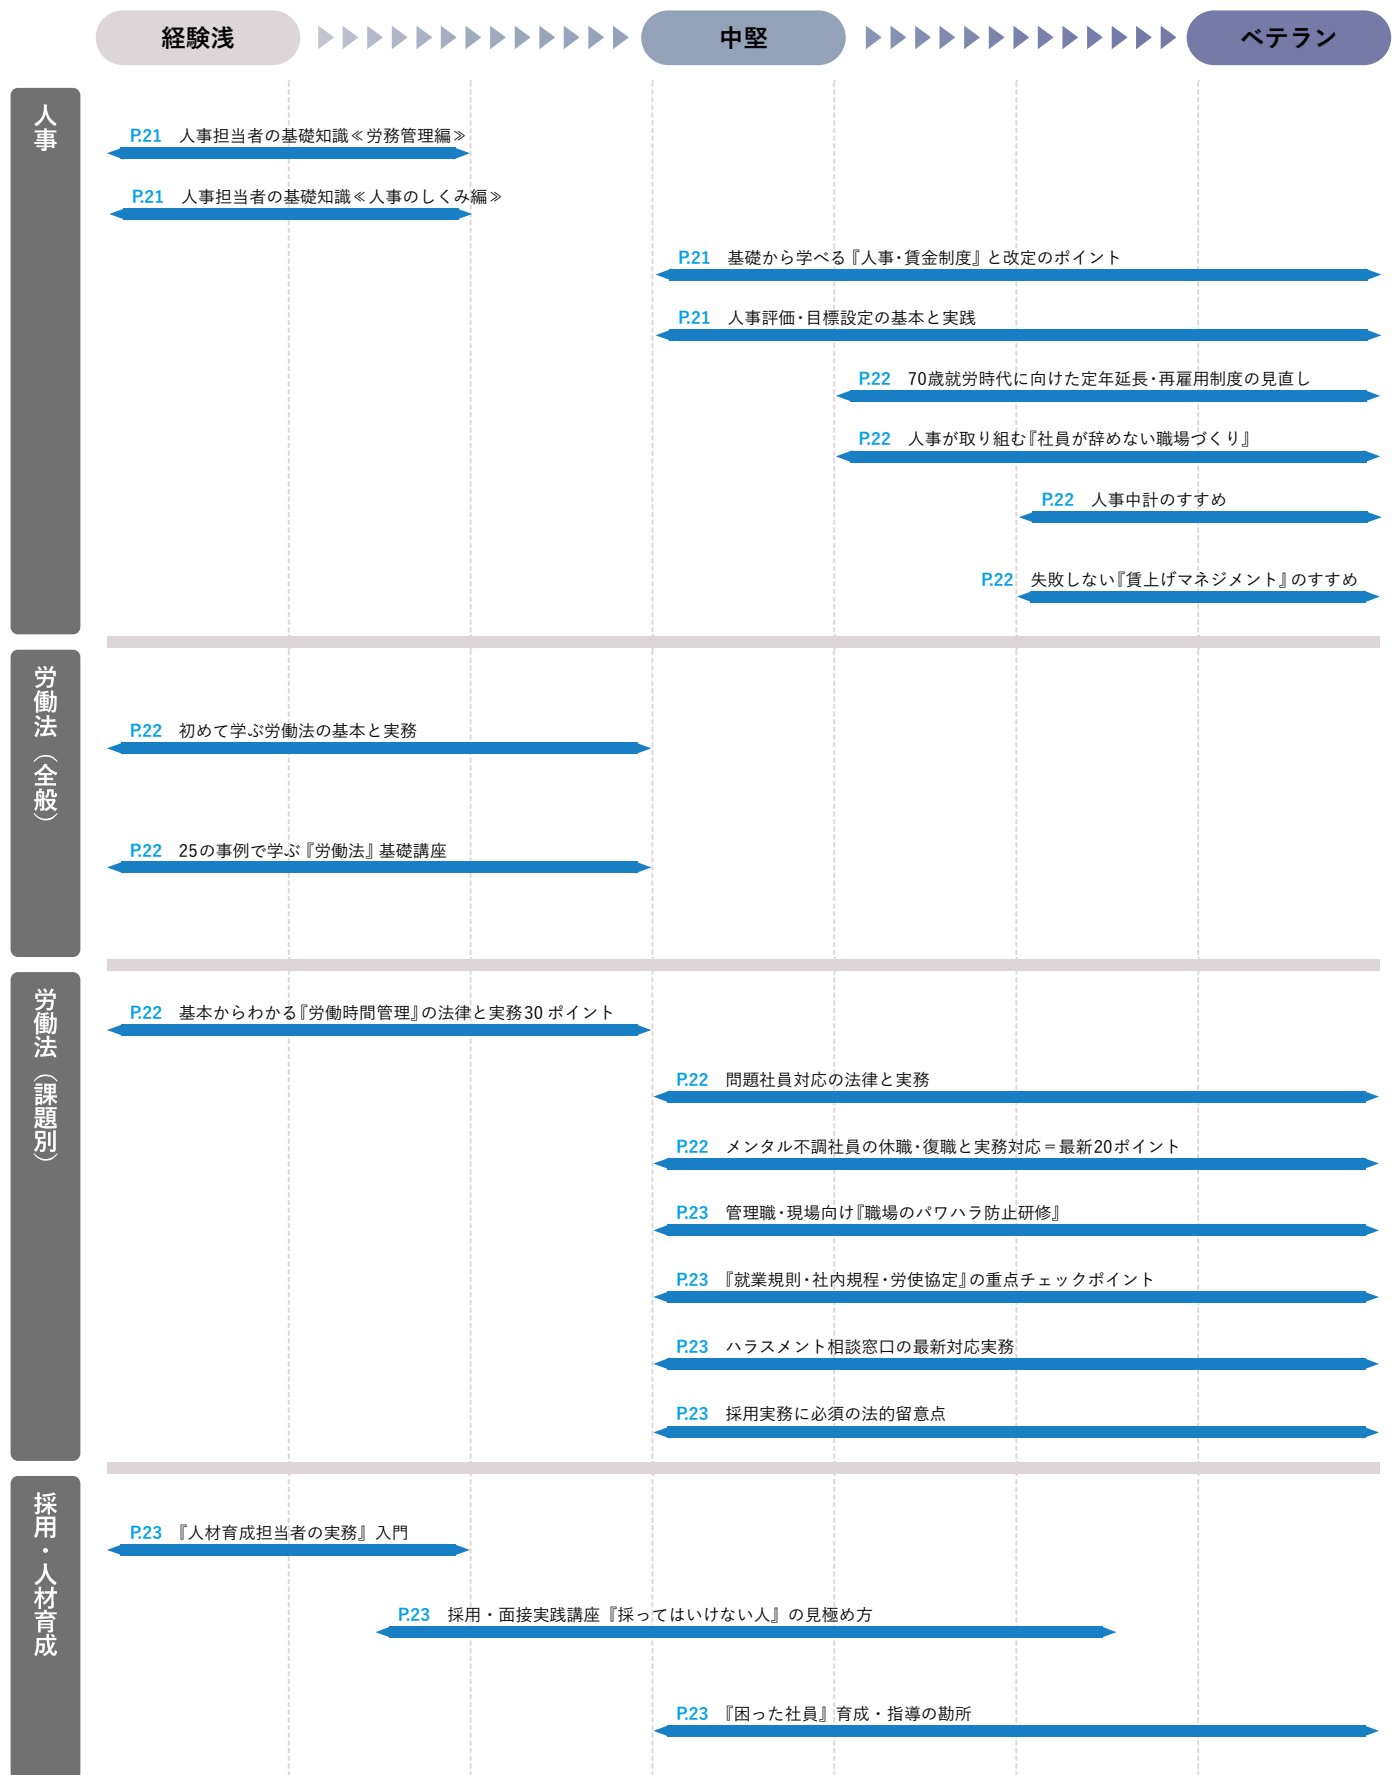 経験浅
中堅
ベテラン
人事
P.21 人事担当者の基礎知識≪労務管理編≫
P.21 人事担当者の基礎知識≪人事のしくみ編≫
P.21 基礎から学べる『人事・賃金制度』と改定のポイント
P.21 人事評価・目標設定の基本と実践
P.22 70歳就労時代に向けた定年延長・再雇用制度の見直し
P.22 人事が取り組む『社員が辞めない職場づくり』
P.22 人事中計のすすめ
P.22 失敗しない『賃上げマネジメント』のすすめ
労働法（全般）
P.22 初めて学ぶ労働法の基本と実務
P.22 25の事例で学ぶ『労働法』基礎講座
労働法（課題別）
P.22 基本からわかる『労働時間管理』の法律と実務30 ポイント
P.22 問題社員対応の法律と実務
P.22 メンタル不調社員の休職・復職と実務対応＝最新20ポイント
P.23 管理職・現場向け『職場のパワハラ防止研修』
P.23 『就業規則・社内規程・労使協定』の重点チェックポイント
P.23 ハラスメント相談窓口の最新対応実務
P.23 採用実務に必須の法的留意点
採用・人材育成
P.23 『人材育成担当者の実務』入門
P.23 採用・面接実践講座『採ってはいけない人』の見極め方
P.23 『困った社員』育成・指導の勘所